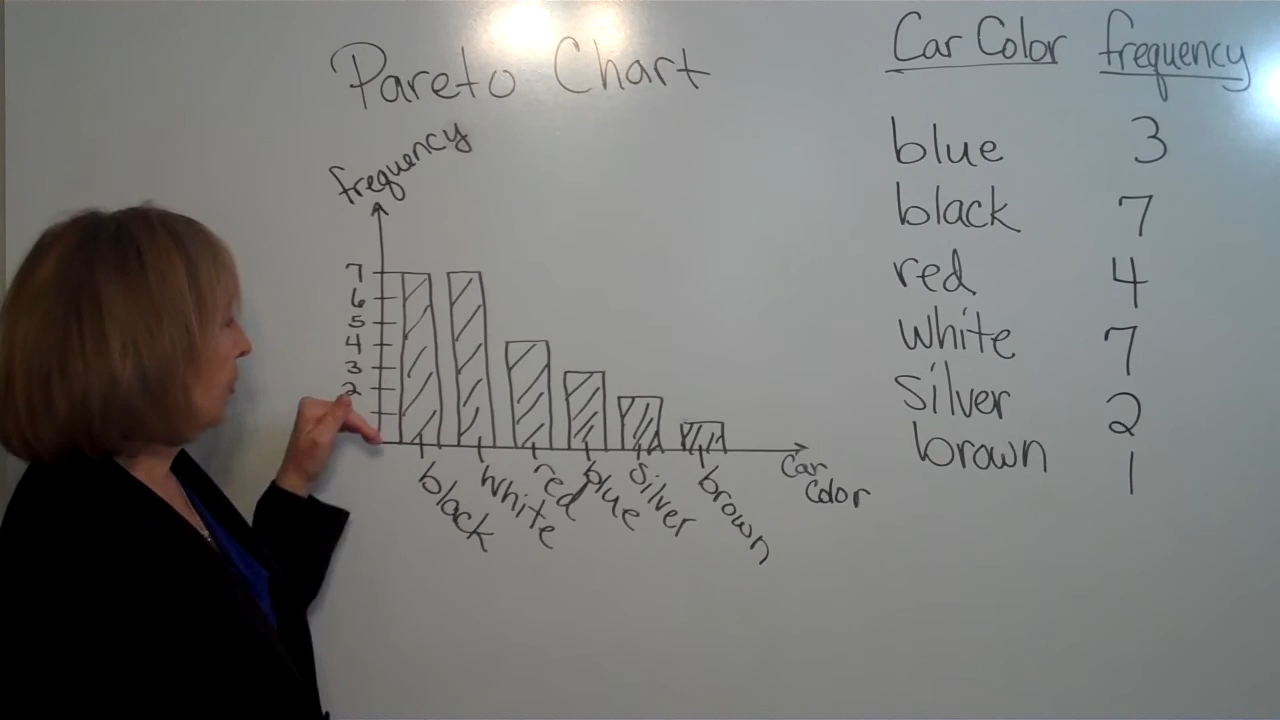 Pareto Chart
frequency
7
6
5
4
3
2
black
white
red
blue
silver
brown
Car
Color
Car Color frequency
blue 3
black 7
red 4
white 7
silver 2
brown 1